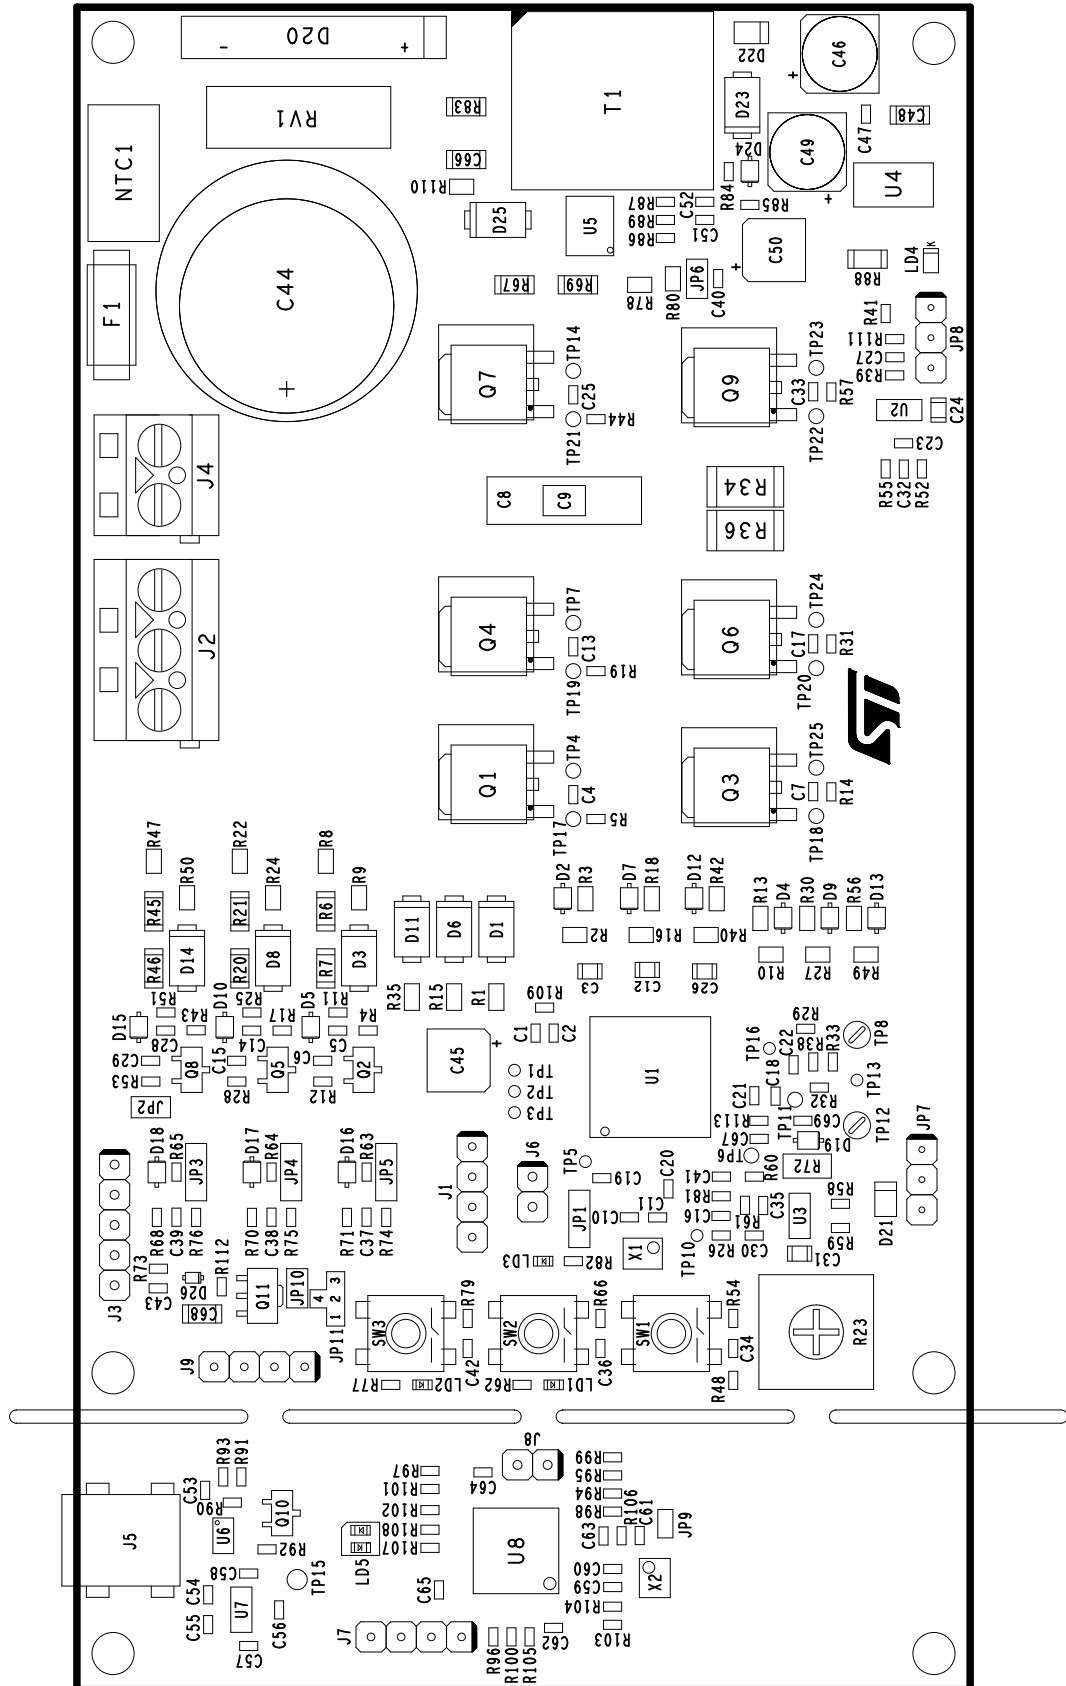 - D20 +
D22
C46
+
RV1
R83
T1
D23
C47
C48
NTC1
C66
D24
C49
+
R110
R84
U4
D25
U5
R87
R89
R86
C52
C51
R85
C50
+
LD4
K
R88
F1
C44
+
R67
R69
R78
R80
JP6
C40
R41
R111
C27
R39
JP8
Q7
TP14
C25
R44
TP21
Q9
TP23
C33
R57
TP22
U2
C24
C23
J4
C8
C9
R34
R36
R55
C32
R52
J2
Q4
TP7
C13
R19
TP19
Q6
TP24
C17
R31
TP20
ST
Q1
TP4
C4
R5
TP17
Q3
TP25
C7
R14
TP18
R47
R22
R8
D2
R3
D7
R18
D12
R42
R50
R24
R9
R13
D4
R30
D9
R56
D13
R45
R21
R6
D11
D6
D1
R2
R16
R40
R46
D14
R20
D8
R7
D3
C3
C12
C26
R10
R27
R49
R51
D10
R25
D5
R11
R35
R15
R1
R109
D15
R43
R17
R4
C1
C2
R29
TP8
C28
C14
C5
C45
+
TP16
C22
R38
R33
C29
Q8
C15
Q5
C6
Q2
TP1
TP2
TP3
U1
C18
TP13
R53
R28
R12
C21
R32
JP2
R113
TP11
C69
TP12
D18
R65
D17
R64
D16
R63
J6
C67
D19
JP7
JP3
JP4
JP5
J1
TP5
TP6
R72
C19
C20
C41
R60
R81
R58
R68
C39
R76
R70
C38
R75
R71
C37
R74
JP1
C10
C11
C16
R61
C35
U3
D21
R59
R73
R112
LD3
R82
X1
TP10
R26
C30
C31
J3
C43
D26
C68
Q11
JP10
4
3
2
1
JP11
SW3
R79
SW2
R66
SW1
R54
R23
J9
C42
C36
C34
R77
LD2
R62
LD1
R48
R93
R91
J8
R99
R95
R94
R98
C53
R90
R97
R101
R102
R108
R107
C64
R106
C61
C63
JP9
J5
U6
Q10
R92
LD5
U8
C58
TP15
C60
C59
X2
C54
C65
R104
C55
U7
C56
C62
R103
C57
J7
R96
R100
R105